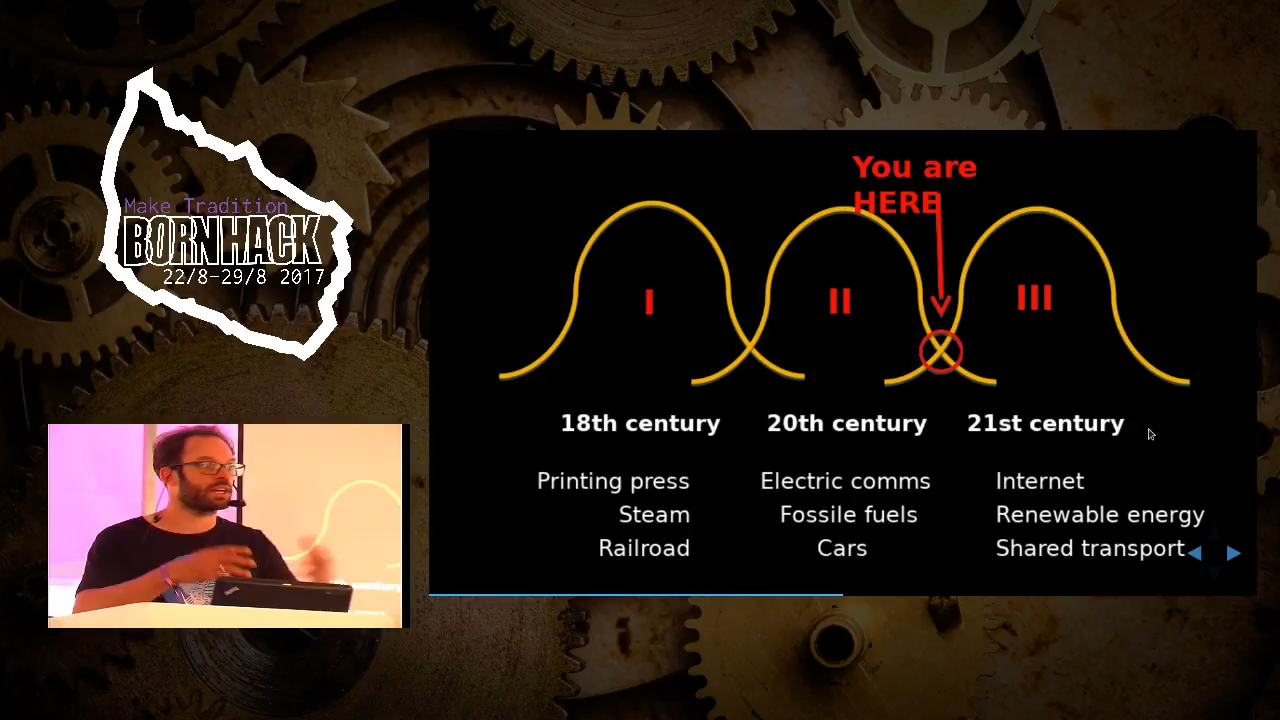 Make Tradition
BORNHACK
22/8-29/8 2017
You are
HERE
I
II
III
18th century
20th century
21st century
Printing press
Electric comms
Internet
Steam
Fossile fuels
Renewable energy
Railroad
Cars
Shared transport